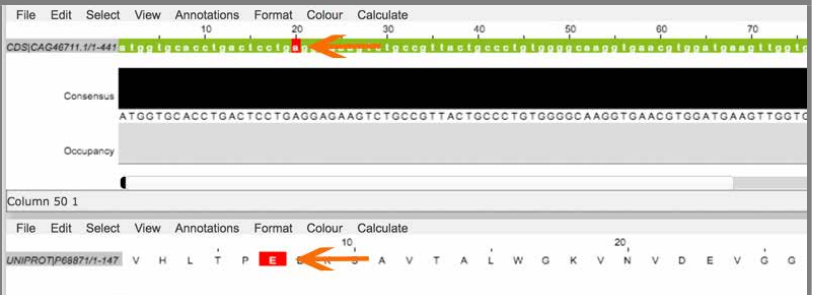 File Edit Select View Annotations Format Colour Calculate
10 20 30 40 50 60 70
CDS|CAG46711.1/1-441 atggtgcacctgactcctga tgccgttactgccctgtggggcaaggtgaacgtggatgaagttggtg
Consensus
ATGGTGCACCTGACTCCTGAGGAGAAGTCTGCCGTTACTGCCCTGTGGGGCAAGGTGAACGTGGATGAAGTTGGTG
Occupancy
Column 50 1
File Edit Select View Annotations Format Colour Calculate
10 20
UNIPROT|P68871/1-147 V H L T P E K S A V T A L W G K V N V D E V G G